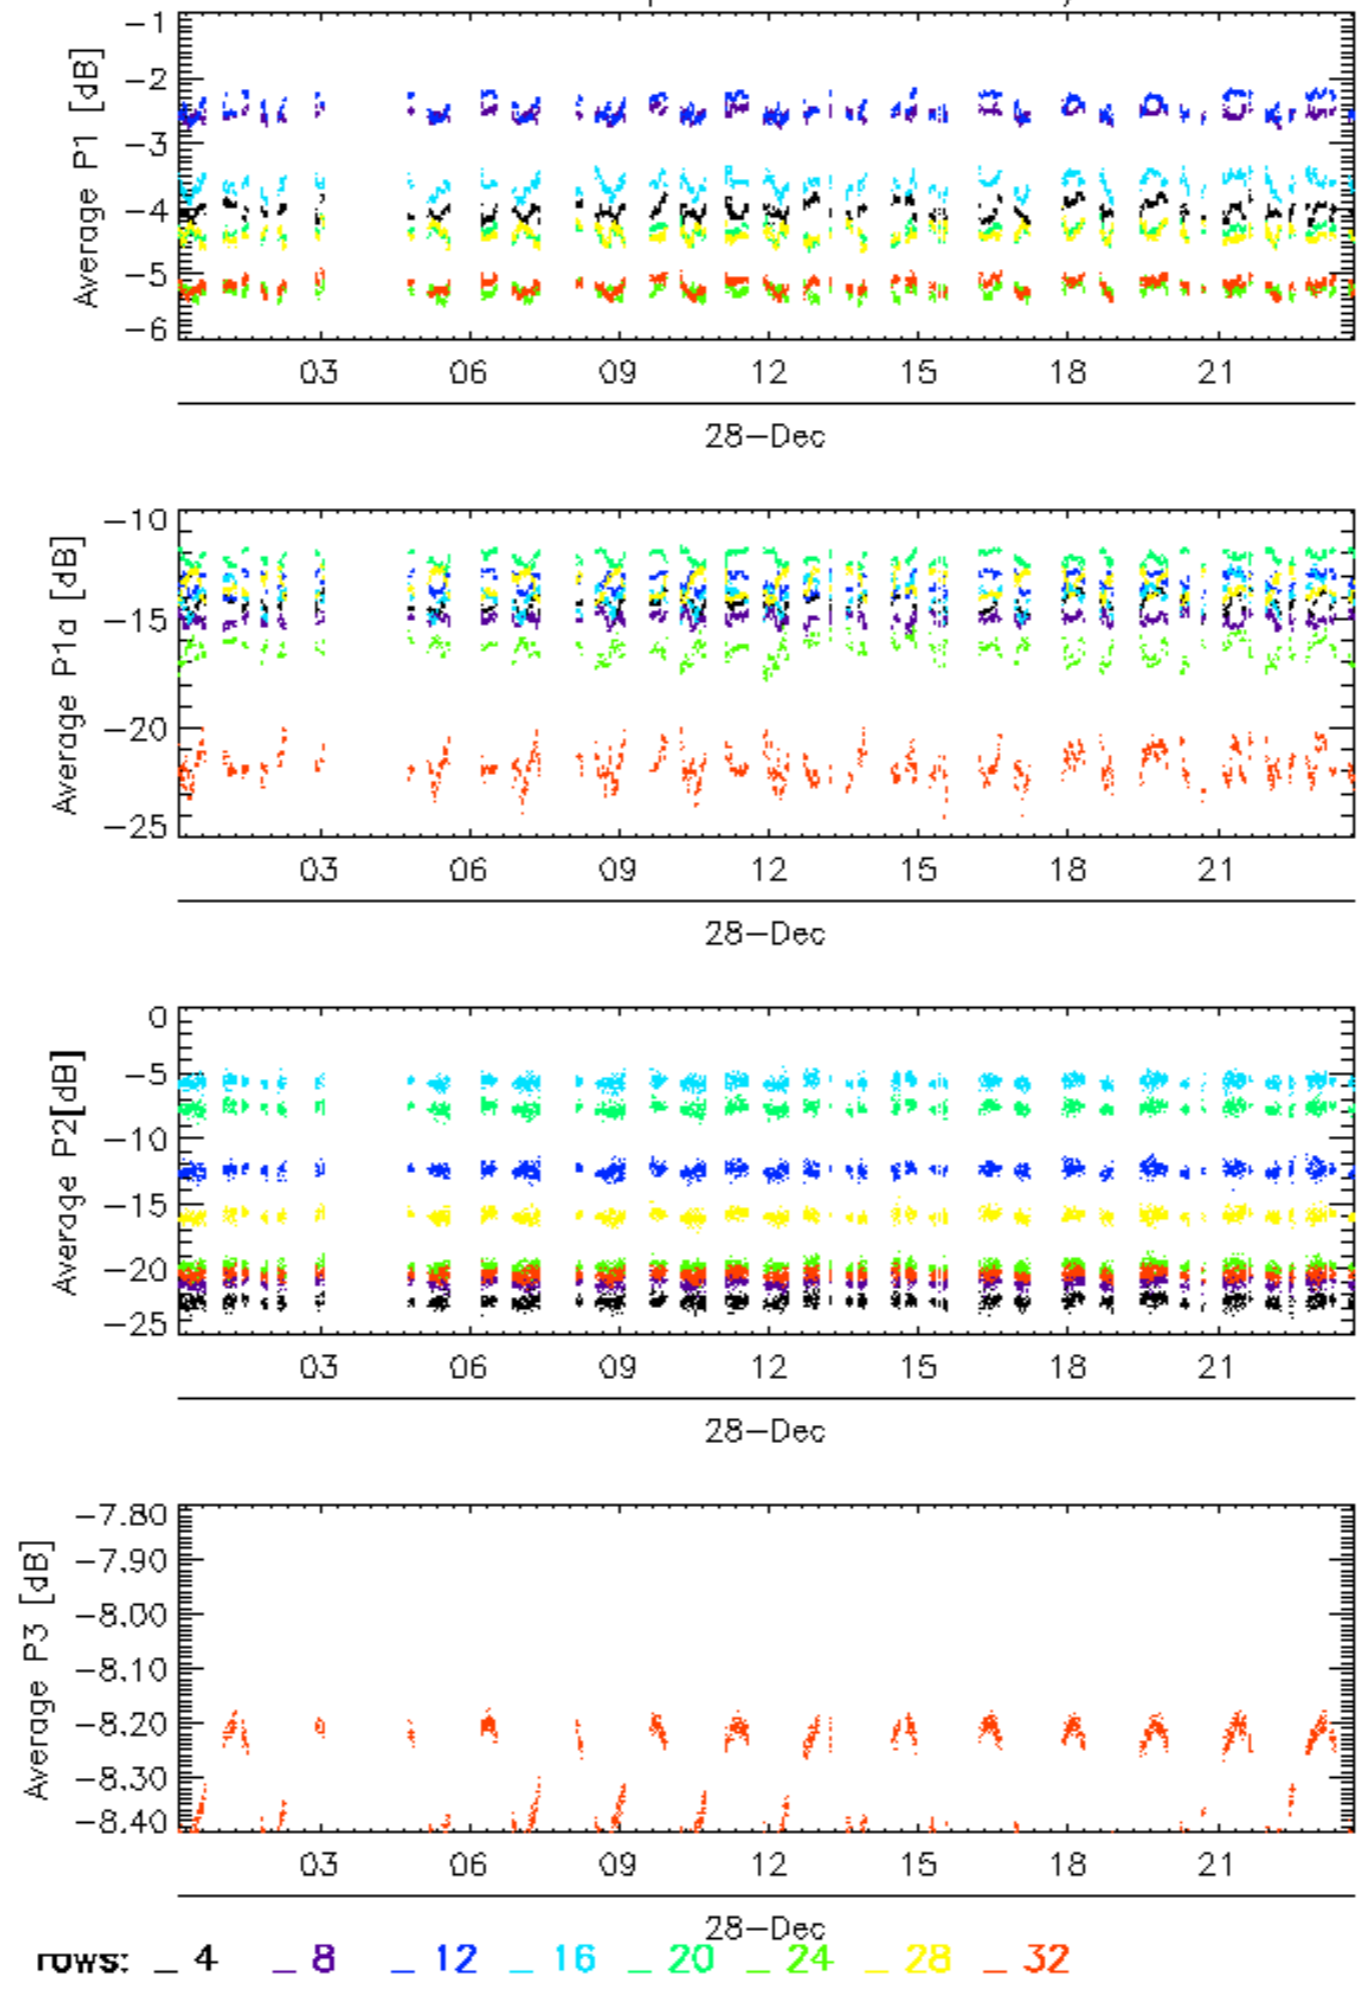 Average P1 [dB]
−1
−2
−3
−4
−5
−6
03 06 09 12 15 18 21
28−Dec
Average P1a [dB]
−10
−15
−20
−25
03 06 09 12 15 18 21
28−Dec
Average P2[dB]
0
−5
−10
−15
−20
−25
03 06 09 12 15 18 21
28−Dec
Average P3 [dB]
−7.80
−7.90
−8.00
−8.10
−8.20
−8.30
−8.40
03 06 09 12 15 18 21
28−Dec
rows: _ 4 _ 8 _ 12 _ 16 _ 20 _ 24 _ 28 _ 32